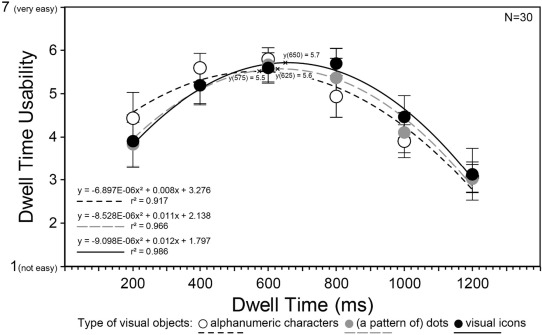 7 (very easy)
N=30
6
y(650) = 5.7
y(575) = 5.5
y(625) = 5.6
5
4
3
2
1(not easy)
Dwell Time Usability
y = -6.897E-06x² + 0.008x + 3.276
r² = 0.917
y = -8.528E-06x² + 0.011x + 2.138
r² = 0.966
y = -9.098E-06x² + 0.012x + 1.797
r² = 0.986
200 400 600 800 1000 1200
Dwell Time (ms)
Type of visual objects: alphanumeric characters (a pattern of) dots visual icons